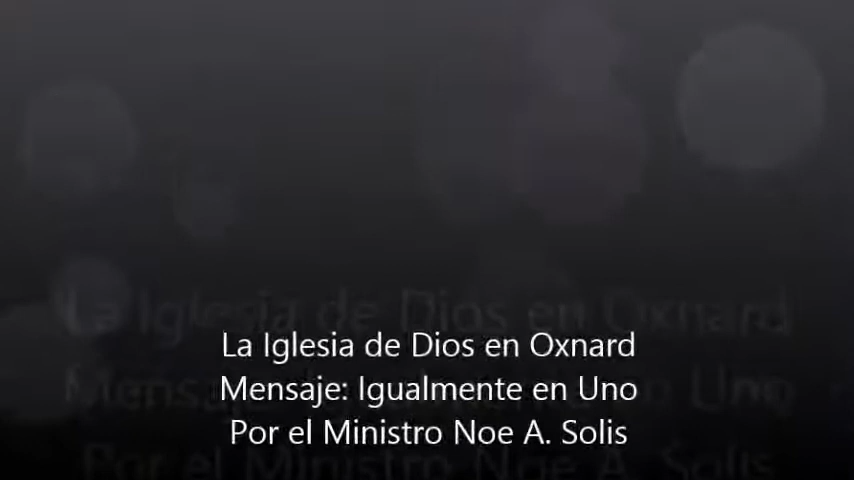 La Iglesia de Dios en Oxnard
Mensaje: Igualmente en Uno
Por el Ministro Noe A. Solis